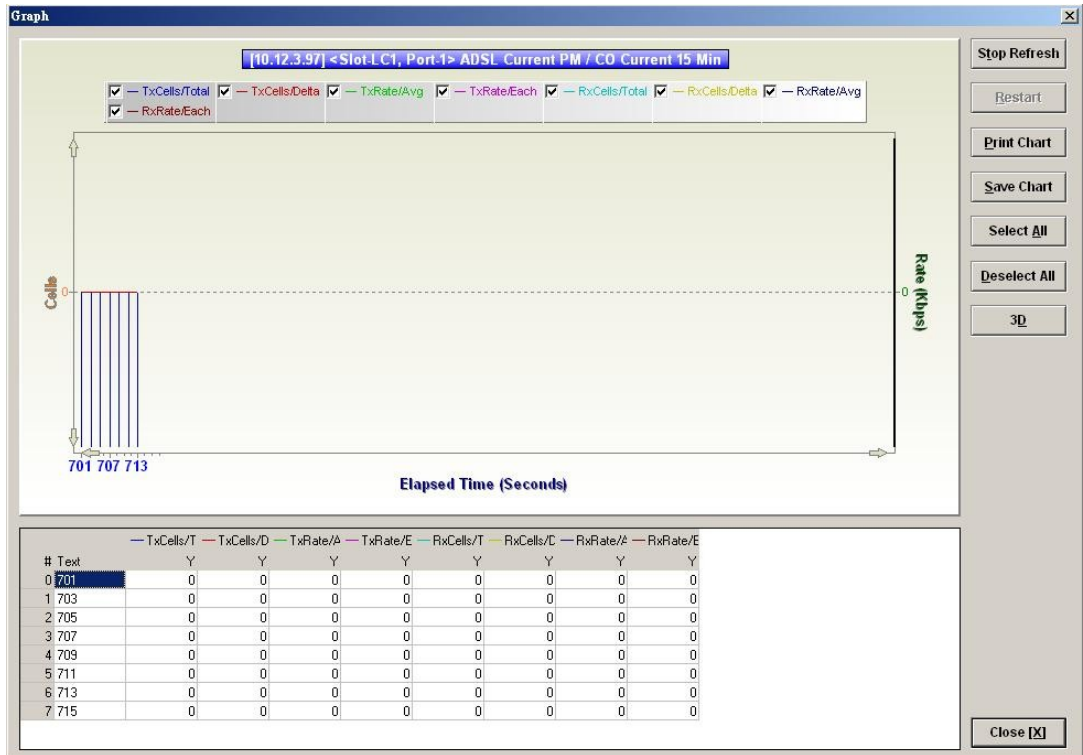 Graph
[10.12.3.97] <Slot-LC1, Port-1> ADSL Current PM / CO Current 15 Min
TxCells/Total TxCells/Delta TxRate/Avg TxRate/Each RxCells/Total RxCells/Delta RxRate/Avg
RxRate/Each
Cells
0
0
Rate (Kbps)
701 707 713
Elapsed Time (Seconds)
Stop Refresh
Restart
Print Chart
Save Chart
Select All
Deselect All
3D
TxCells/T TxCells/D TxRate/A TxRate/E RxCells/T RxCells/D RxRate/A RxRate/E
# Text Y Y Y Y Y Y Y Y
0 701 0 0 0 0 0 0 0 0
1 703 0 0 0 0 0 0 0 0
2 705 0 0 0 0 0 0 0 0
3 707 0 0 0 0 0 0 0 0
4 709 0 0 0 0 0 0 0 0
5 711 0 0 0 0 0 0 0 0
6 713 0 0 0 0 0 0 0 0
7 715 0 0 0 0 0 0 0 0
Close [X]